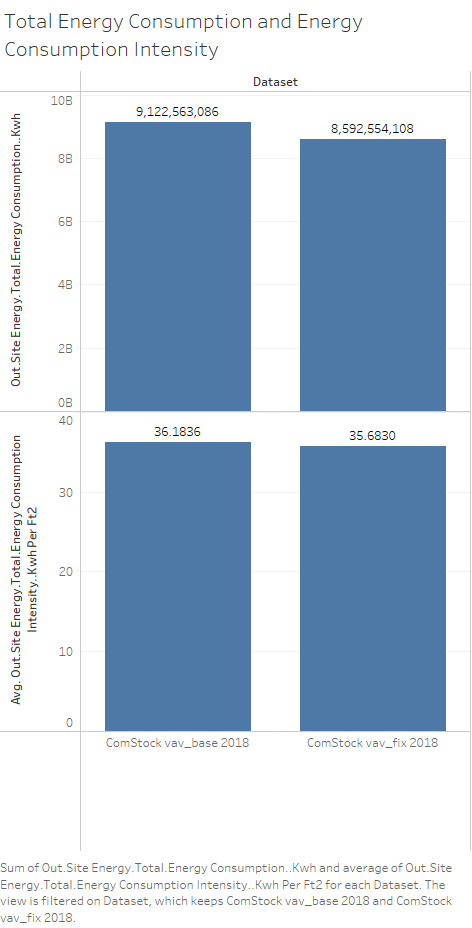 Total Energy Consumption and Energy
Consumption Intensity
Dataset
Out.Site Energy.Total.Energy Consumption..Kwh
10B
8B
6B
4B
2B
0B
9,122,563,086
8,592,554,108
Avg. Out.Site Energy.Total.Energy Consumption
Intensity..Kwh Per Ft2
40
30
20
10
0
36.1836
35.6830
ComStock vav_base 2018
ComStock vav_fix 2018
Sum of Out.Site Energy.Total.Energy Consumption..Kwh and average of Out.Site
Energy.Total.Energy Consumption Intensity..Kwh Per Ft2 for each Dataset. The
view is filtered on Dataset, which keeps ComStock vav_base 2018 and ComStock
vav_fix 2018.